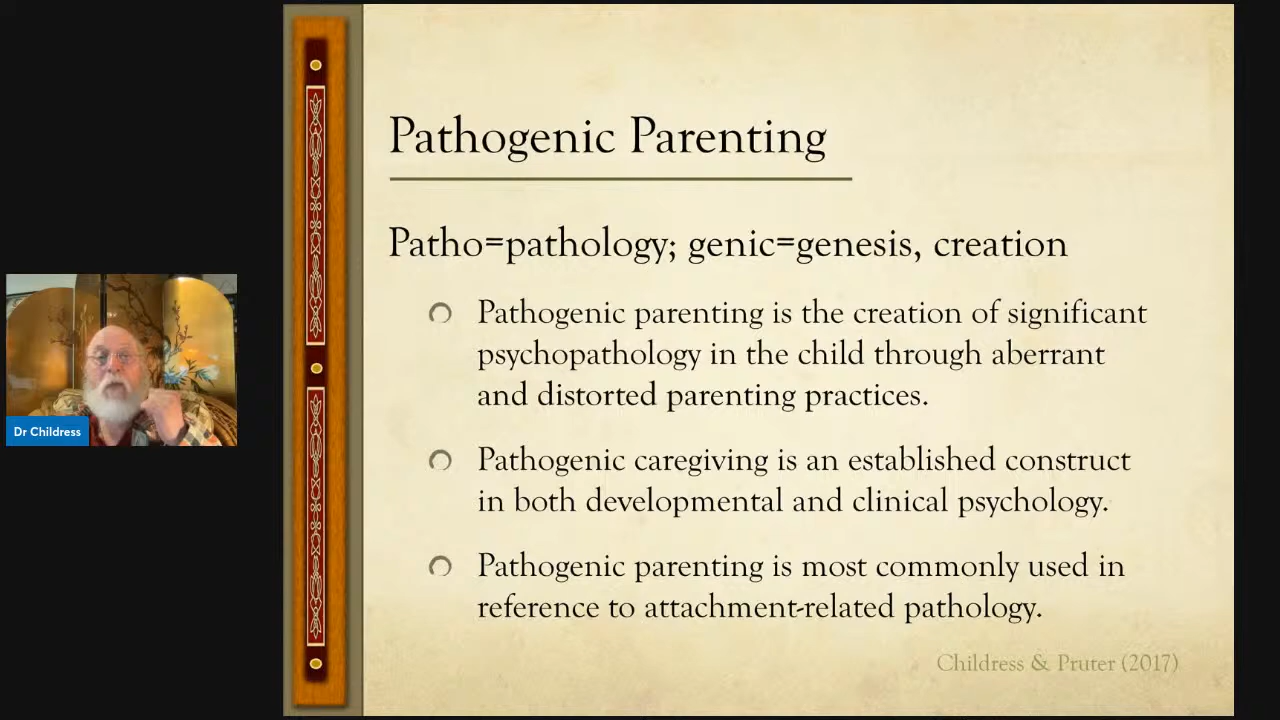 Pathogenic Parenting
Patho=pathology; genic=genesis, creation
Pathogenic parenting is the creation of significant
psychopathology in the child through aberrant
and distorted parenting practices.
Pathogenic caregiving is an established construct
in both developmental and clinical psychology.
Pathogenic parenting is most commonly used in
reference to attachment-related pathology.
Childress & Pruter (2017)
Dr Childress